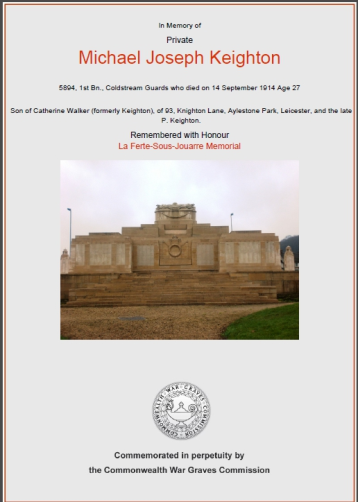 In Memory of
Private
Michael Joseph Keighton
5894, 1st Bn., Coldstream Guards who died on 14 September 1914 Age 27
Son of Catherine Walker (formerly Keighton), of 93, Knighton Lane, Aylestone Park, Leicester, and the late
P. Keighton.
Remembered with Honour
La Ferte-Sous-Jouarre Memorial
COMMONWEALTH WAR GRAVES COMMISSION
Commemorated in perpetuity by
the Commonwealth War Graves Commission